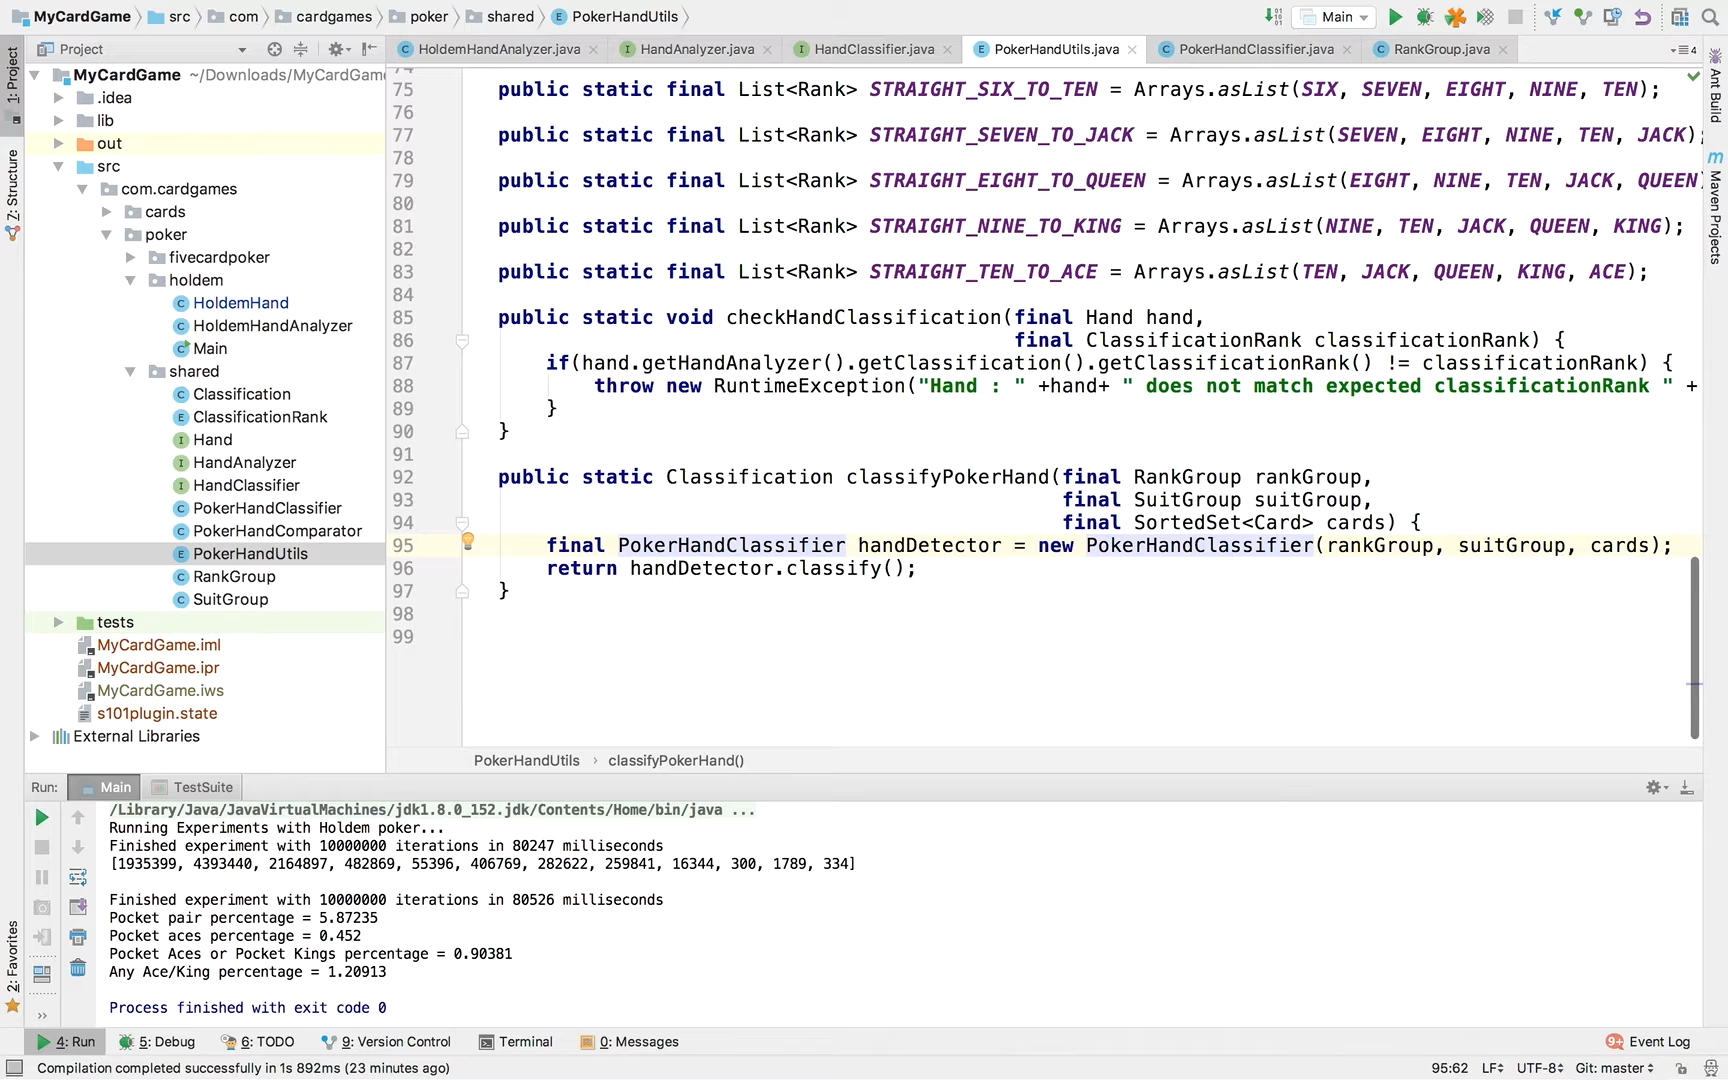 MyCardGame src com cardgames poker shared PokerHandUtils Main
1: Project
7: Structure
2: Favorites
Project
HoldemHandAnalyzer.java HandAnalyzer.java HandClassifier.java PokerHandUtils.java PokerHandClassifier.java RankGroup.java 4
MyCardGame ~/Downloads/MyCardGam
.idea
lib
out
src
com.cardgames
cards
poker
fivecardpoker
holdem
HoldemHand
HoldemHandAnalyzer
Main
shared
Classification
ClassificationRank
Hand
HandAnalyzer
HandClassifier
PokerHandClassifier
PokerHandComparator
PokerHandUtils
RankGroup
SuitGroup
tests
MyCardGame.iml
MyCardGame.ipr
MyCardGame.iws
s101plugin.state
External Libraries
74
75 public static final List<Rank> STRAIGHT_SIX_TO_TEN = Arrays.asList(SIX, SEVEN, EIGHT, NINE, TEN);
76
77 public static final List<Rank> STRAIGHT_SEVEN_TO_JACK = Arrays.asList(SEVEN, EIGHT, NINE, TEN, JACK);
78
79 public static final List<Rank> STRAIGHT_EIGHT_TO_QUEEN = Arrays.asList(EIGHT, NINE, TEN, JACK, QUEEN)
80
81 public static final List<Rank> STRAIGHT_NINE_TO_KING = Arrays.asList(NINE, TEN, JACK, QUEEN, KING);
82
83 public static final List<Rank> STRAIGHT_TEN_TO_ACE = Arrays.asList(TEN, JACK, QUEEN, KING, ACE);
84
85 public static void checkHandClassification(final Hand hand,
86 final ClassificationRank classificationRank) {
87 if(hand.getHandAnalyzer().getClassification().getClassificationRank() != classificationRank) {
88 throw new RuntimeException("Hand : " +hand+ " does not match expected classificationRank " +
89 }
90 }
91
92 public static Classification classifyPokerHand(final RankGroup rankGroup,
93 final SuitGroup suitGroup,
94 final SortedSet<Card> cards) {
95 final PokerHandClassifier handDetector = new PokerHandClassifier(rankGroup, suitGroup, cards);
96 return handDetector.classify();
97 }
98
99
PokerHandUtils › classifyPokerHand()
Ant Build
m Maven Projects
Run: Main TestSuite
/Library/Java/JavaVirtualMachines/jdk1.8.0_152.jdk/Contents/Home/bin/java ...
Running Experiments with Holdem poker...
Finished experiment with 10000000 iterations in 80247 milliseconds
[1935399, 4393440, 2164897, 482869, 55396, 406769, 282622, 259841, 16344, 300, 1789, 334]
Finished experiment with 10000000 iterations in 80526 milliseconds
Pocket pair percentage = 5.87235
Pocket aces percentage = 0.452
Pocket Aces or Pocket Kings percentage = 0.90381
Any Ace/King percentage = 1.20913
Process finished with exit code 0
4: Run 5: Debug 6: TODO 9: Version Control Terminal 0: Messages 9+ Event Log
Compilation completed successfully in 1s 892ms (23 minutes ago) 95:62 LF UTF-8 Git: master